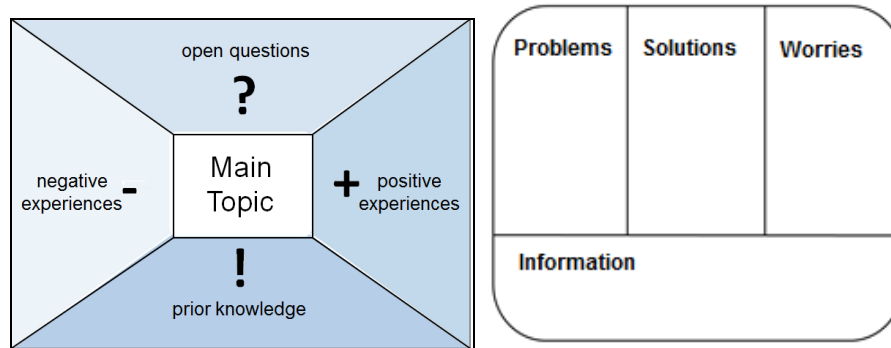 open questions
?
negative
experiences
-
Main
Topic
+
positive
experiences
!
prior knowledge
Problems
Solutions
Worries
Information